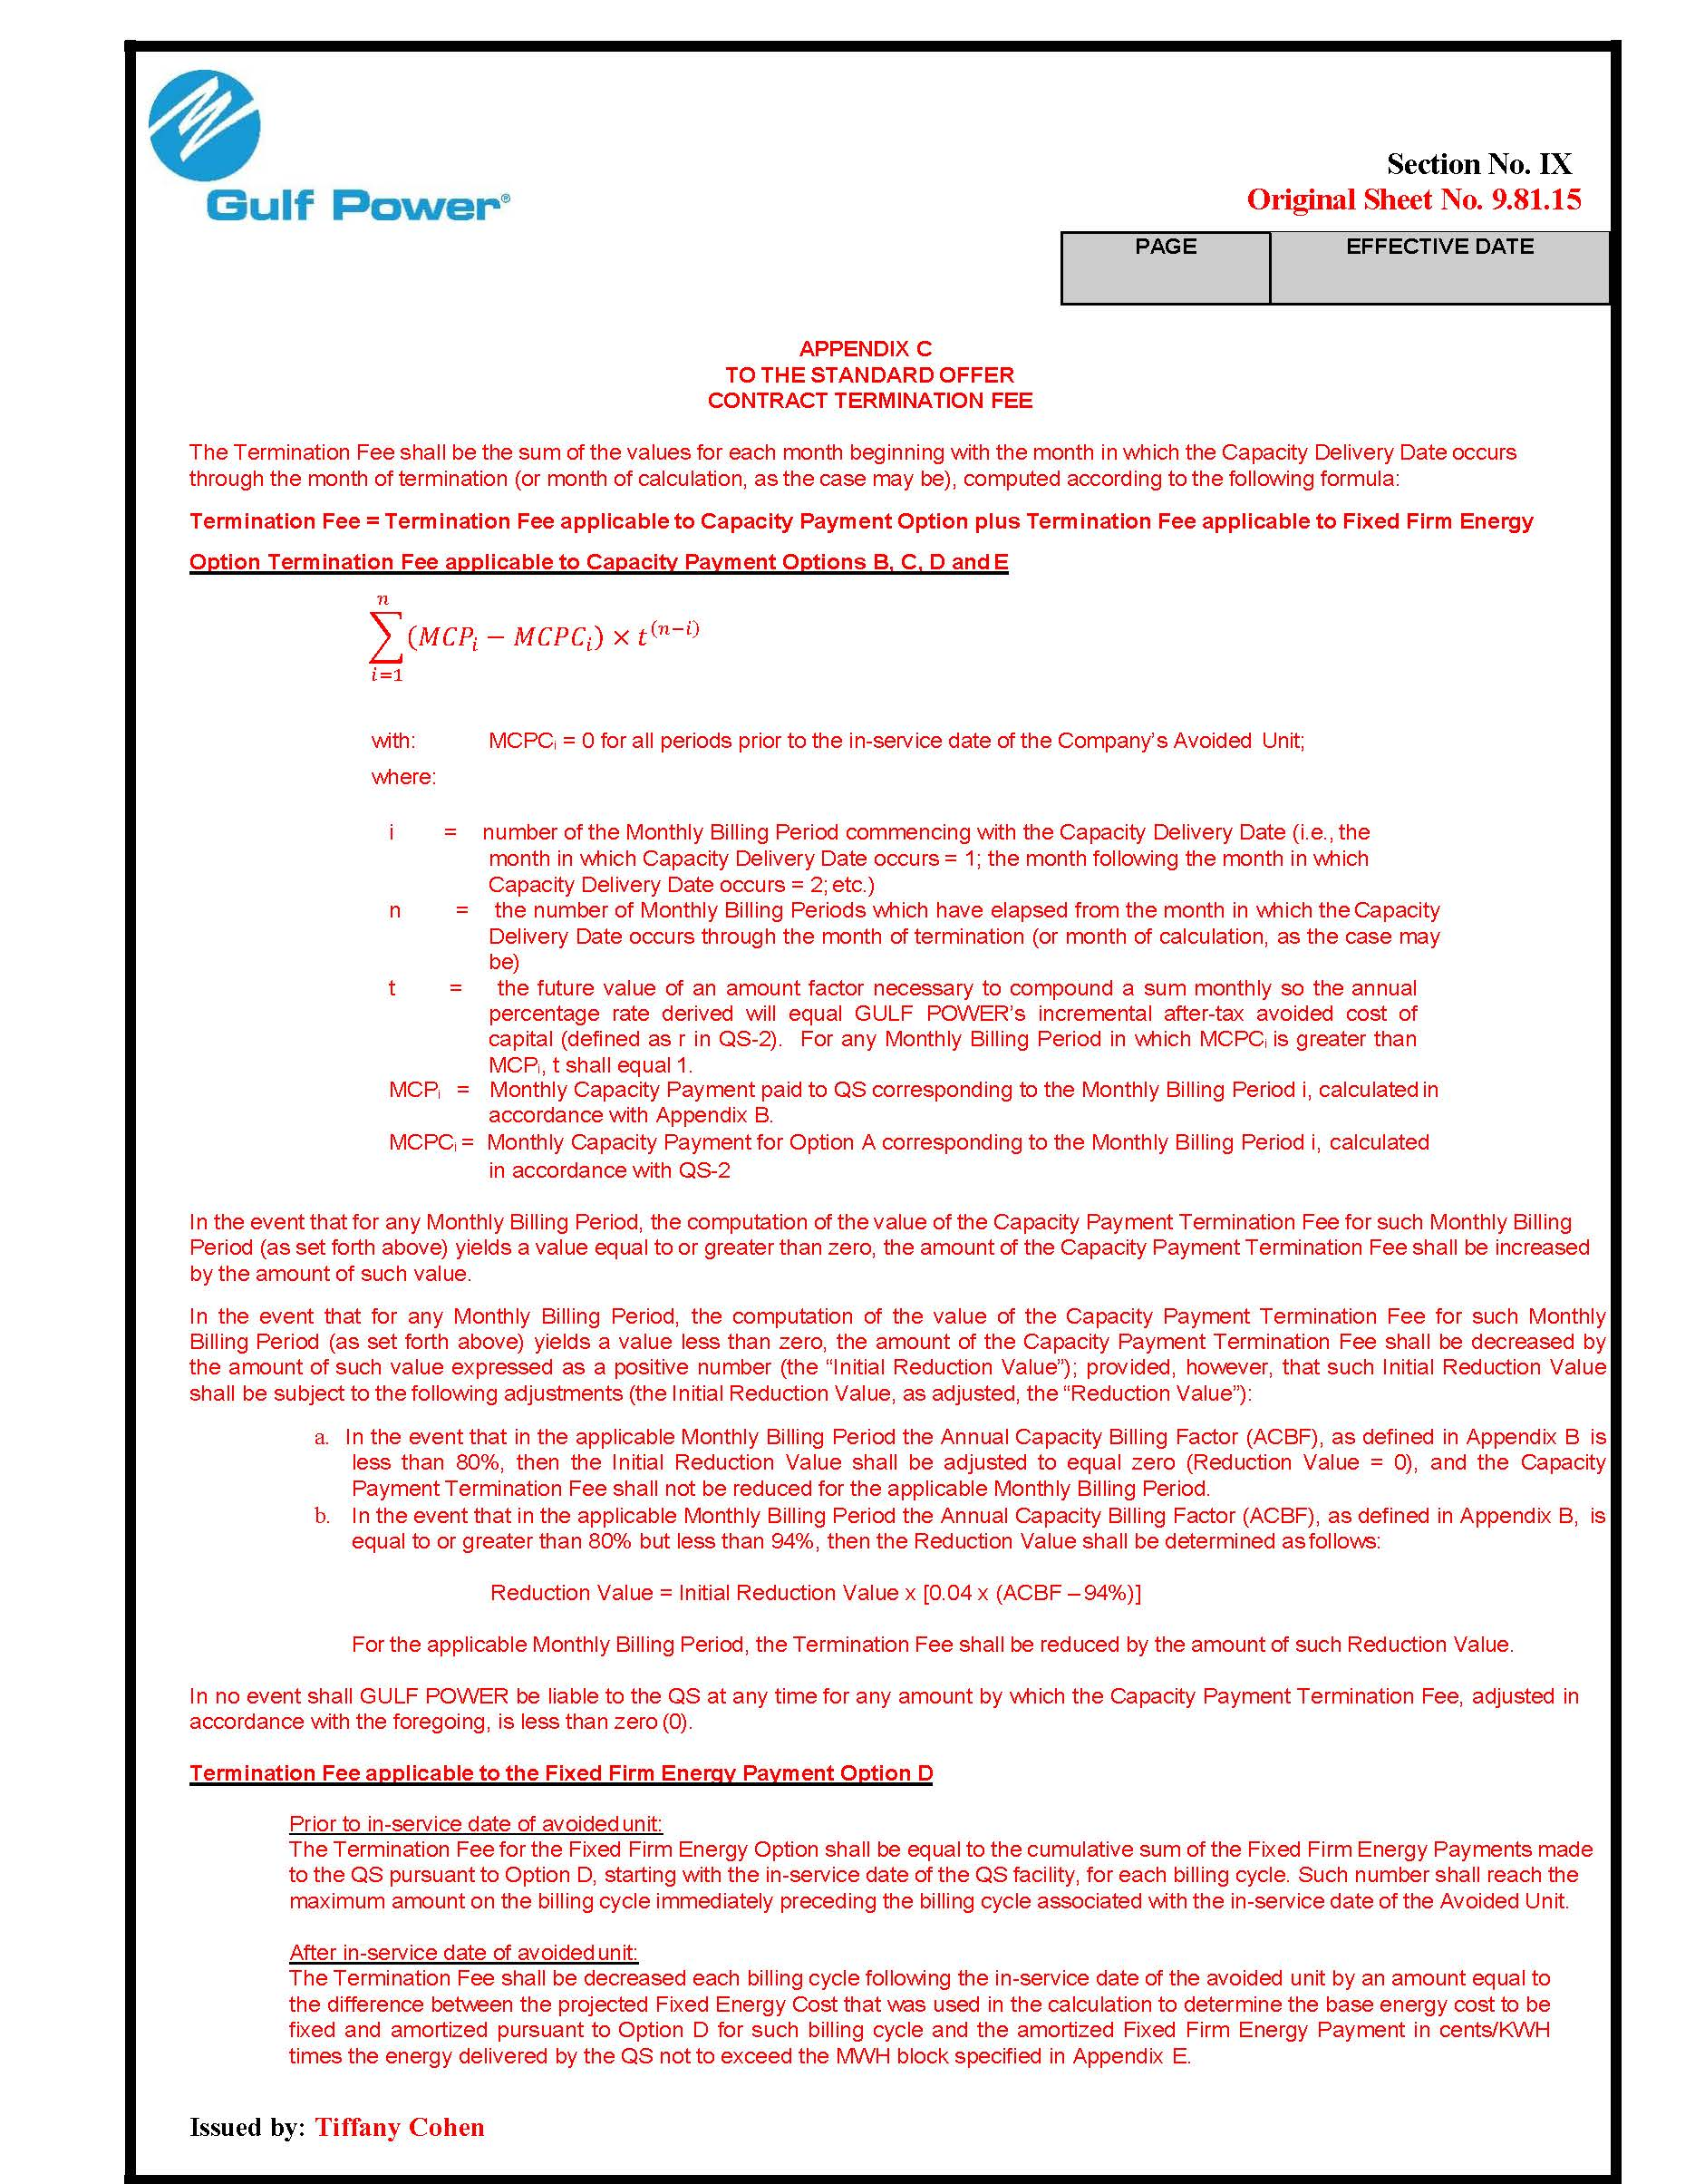 Gulf Power®
Section No. IX
Original Sheet No. 9.81.15
PAGE
EFFECTIVE DATE
APPENDIX C
TO THE STANDARD OFFER
CONTRACT TERMINATION FEE
The Termination Fee shall be the sum of the values for each month beginning with the month in which the Capacity Delivery Date occurs
through the month of termination (or month of calculation, as the case may be), computed according to the following formula:
Termination Fee = Termination Fee applicable to Capacity Payment Option plus Termination Fee applicable to Fixed Firm Energy
Option Termination Fee applicable to Capacity Payment Options B, C, D and E
n
∑(MCPᵢ − MCPCᵢ) × t⁽ⁿ⁻ⁱ⁾
i=1
with: MCPCᵢ = 0 for all periods prior to the in-service date of the Company’s Avoided Unit;
where:
i = number of the Monthly Billing Period commencing with the Capacity Delivery Date (i.e., the
month in which Capacity Delivery Date occurs = 1; the month following the month in which
Capacity Delivery Date occurs = 2; etc.)
n = the number of Monthly Billing Periods which have elapsed from the month in which the Capacity
Delivery Date occurs through the month of termination (or month of calculation, as the case may
be)
t = the future value of an amount factor necessary to compound a sum monthly so the annual
percentage rate derived will equal GULF POWER’s incremental after-tax avoided cost of
capital (defined as r in QS-2). For any Monthly Billing Period in which MCPCᵢ is greater than
MCPᵢ, t shall equal 1.
MCPᵢ = Monthly Capacity Payment paid to QS corresponding to the Monthly Billing Period i, calculated in
accordance with Appendix B.
MCPCᵢ = Monthly Capacity Payment for Option A corresponding to the Monthly Billing Period i, calculated
in accordance with QS-2
In the event that for any Monthly Billing Period, the computation of the value of the Capacity Payment Termination Fee for such Monthly Billing
Period (as set forth above) yields a value equal to or greater than zero, the amount of the Capacity Payment Termination Fee shall be increased
by the amount of such value.
In the event that for any Monthly Billing Period, the computation of the value of the Capacity Payment Termination Fee for such Monthly
Billing Period (as set forth above) yields a value less than zero, the amount of the Capacity Payment Termination Fee shall be decreased by
the amount of such value expressed as a positive number (the “Initial Reduction Value”); provided, however, that such Initial Reduction Value
shall be subject to the following adjustments (the Initial Reduction Value, as adjusted, the “Reduction Value”):
a. In the event that in the applicable Monthly Billing Period the Annual Capacity Billing Factor (ACBF), as defined in Appendix B is
less than 80%, then the Initial Reduction Value shall be adjusted to equal zero (Reduction Value = 0), and the Capacity
Payment Termination Fee shall not be reduced for the applicable Monthly Billing Period.
b. In the event that in the applicable Monthly Billing Period the Annual Capacity Billing Factor (ACBF), as defined in Appendix B, is
equal to or greater than 80% but less than 94%, then the Reduction Value shall be determined as follows:
Reduction Value = Initial Reduction Value x [0.04 x (ACBF – 94%)]
For the applicable Monthly Billing Period, the Termination Fee shall be reduced by the amount of such Reduction Value.
In no event shall GULF POWER be liable to the QS at any time for any amount by which the Capacity Payment Termination Fee, adjusted in
accordance with the foregoing, is less than zero (0).
Termination Fee applicable to the Fixed Firm Energy Payment Option D
Prior to in-service date of avoided unit:
The Termination Fee for the Fixed Firm Energy Option shall be equal to the cumulative sum of the Fixed Firm Energy Payments made
to the QS pursuant to Option D, starting with the in-service date of the QS facility, for each billing cycle. Such number shall reach the
maximum amount on the billing cycle immediately preceding the billing cycle associated with the in-service date of the Avoided Unit.
After in-service date of avoided unit:
The Termination Fee shall be decreased each billing cycle following the in-service date of the avoided unit by an amount equal to
the difference between the projected Fixed Energy Cost that was used in the calculation to determine the base energy cost to be
fixed and amortized pursuant to Option D for such billing cycle and the amortized Fixed Firm Energy Payment in cents/KWH
times the energy delivered by the QS not to exceed the MWH block specified in Appendix E.
Issued by: Tiffany Cohen